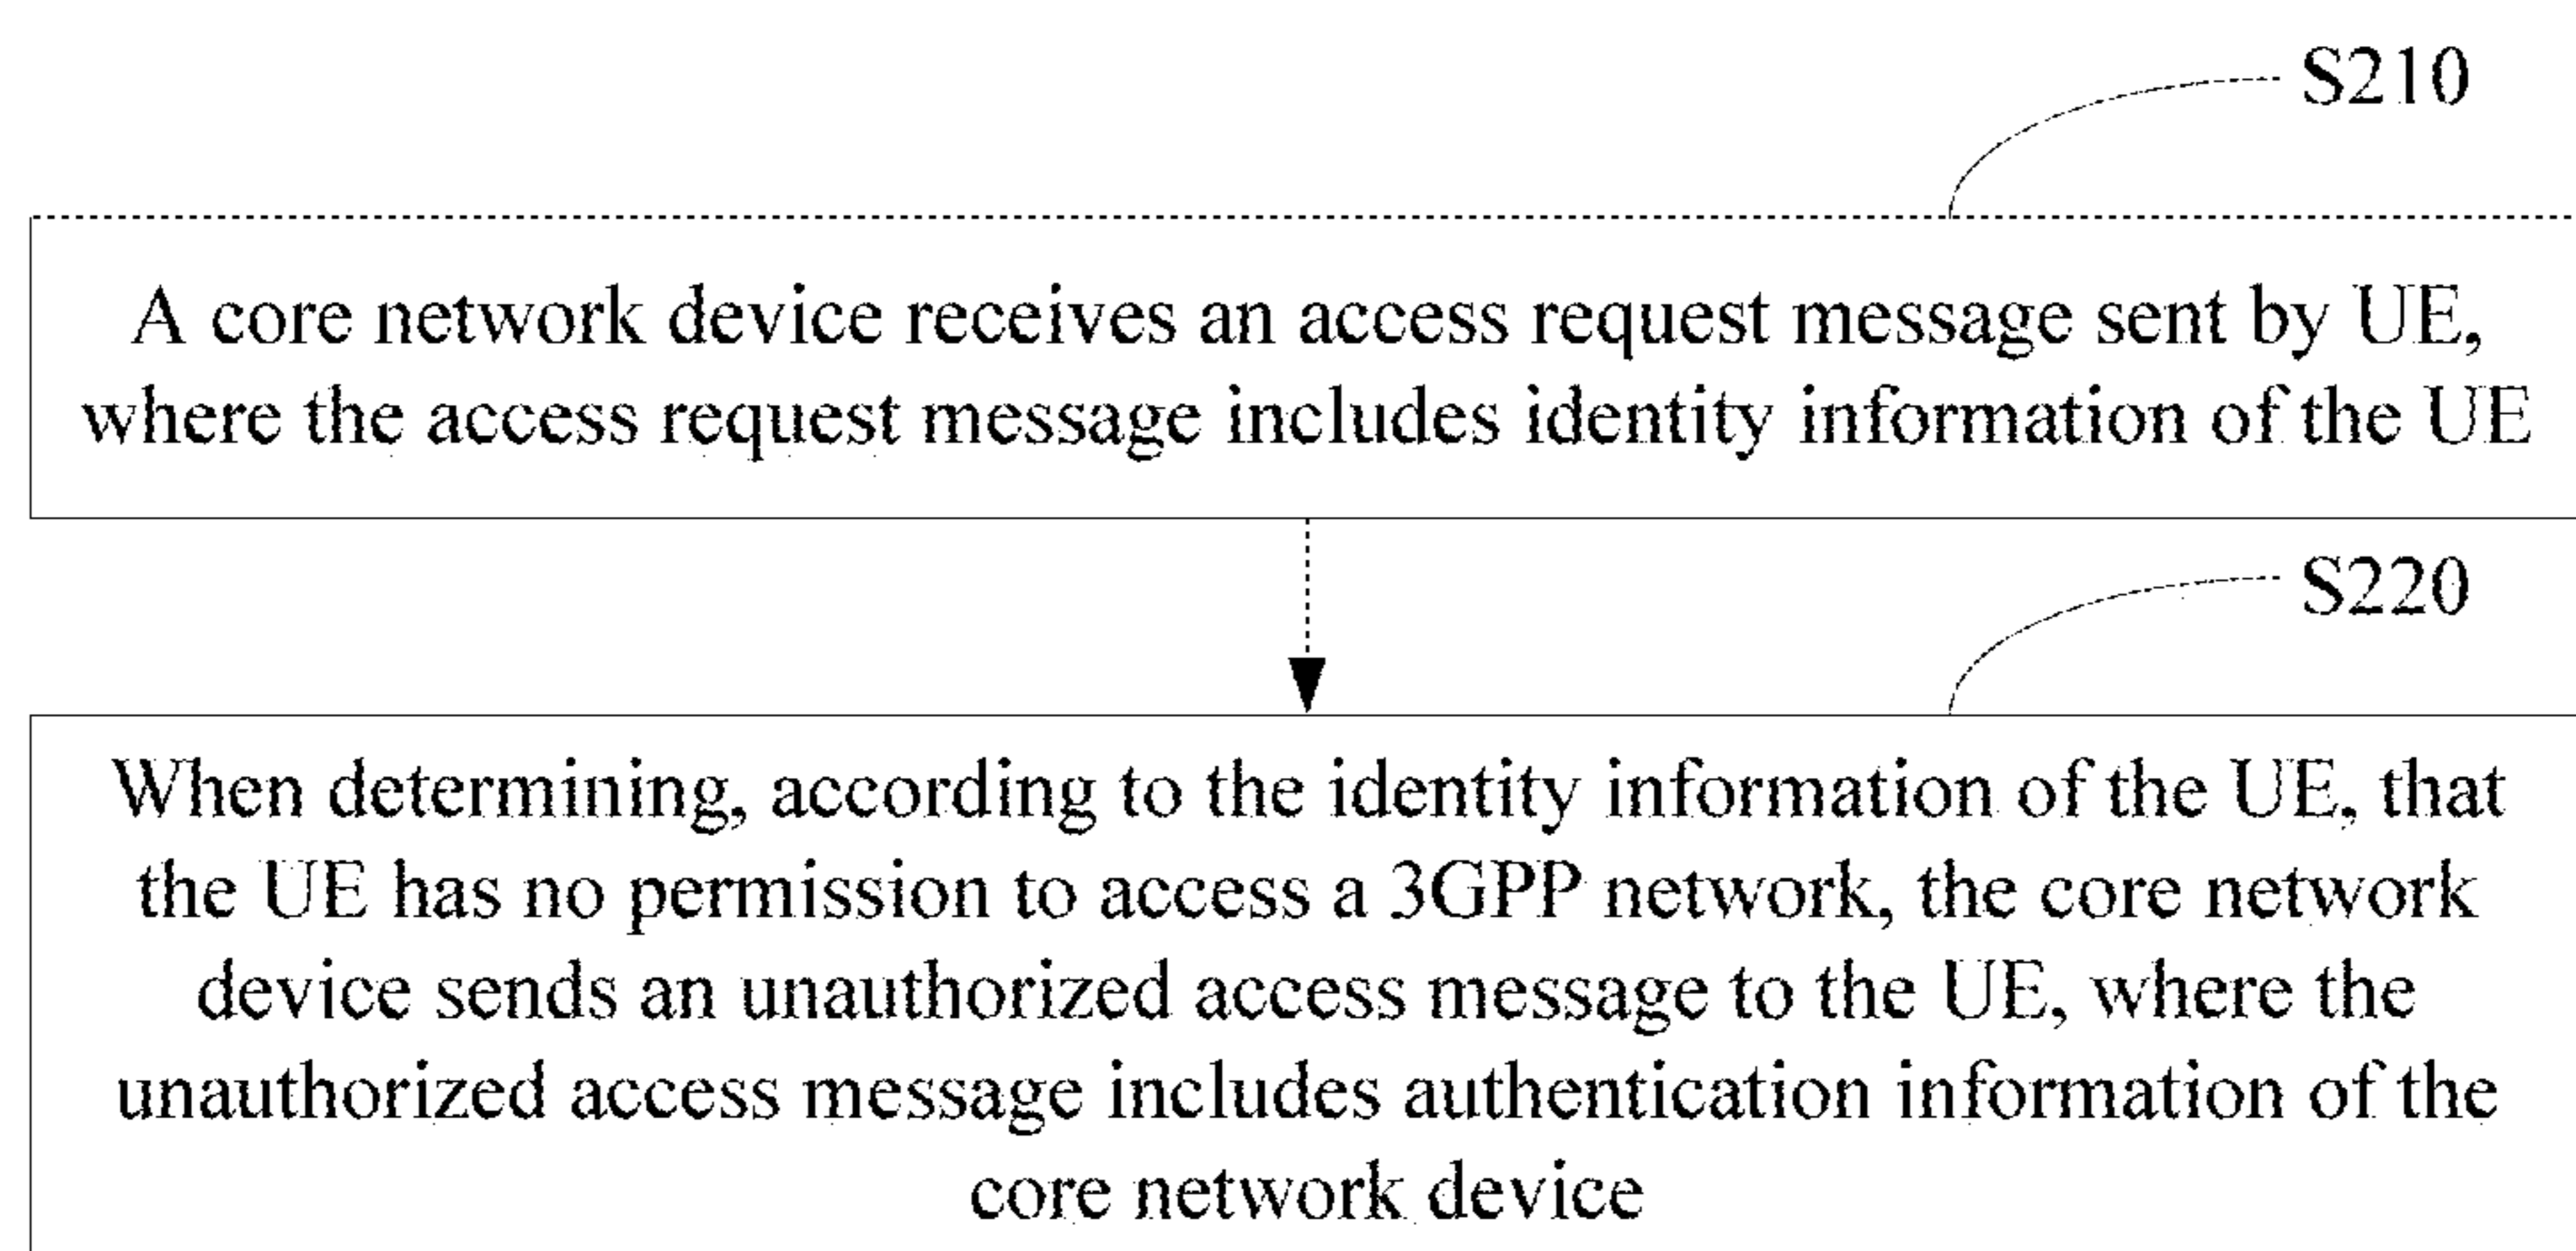 S210
A core network device receives an access request message sent by UE,
where the access request message includes identity information of the UE
S220
When determining, according to the identity information of the UE, that
the UE has no permission to access a 3GPP network, the core network
device sends an unauthorized access message to the UE, where the
unauthorized access message includes authentication information of the
core network device